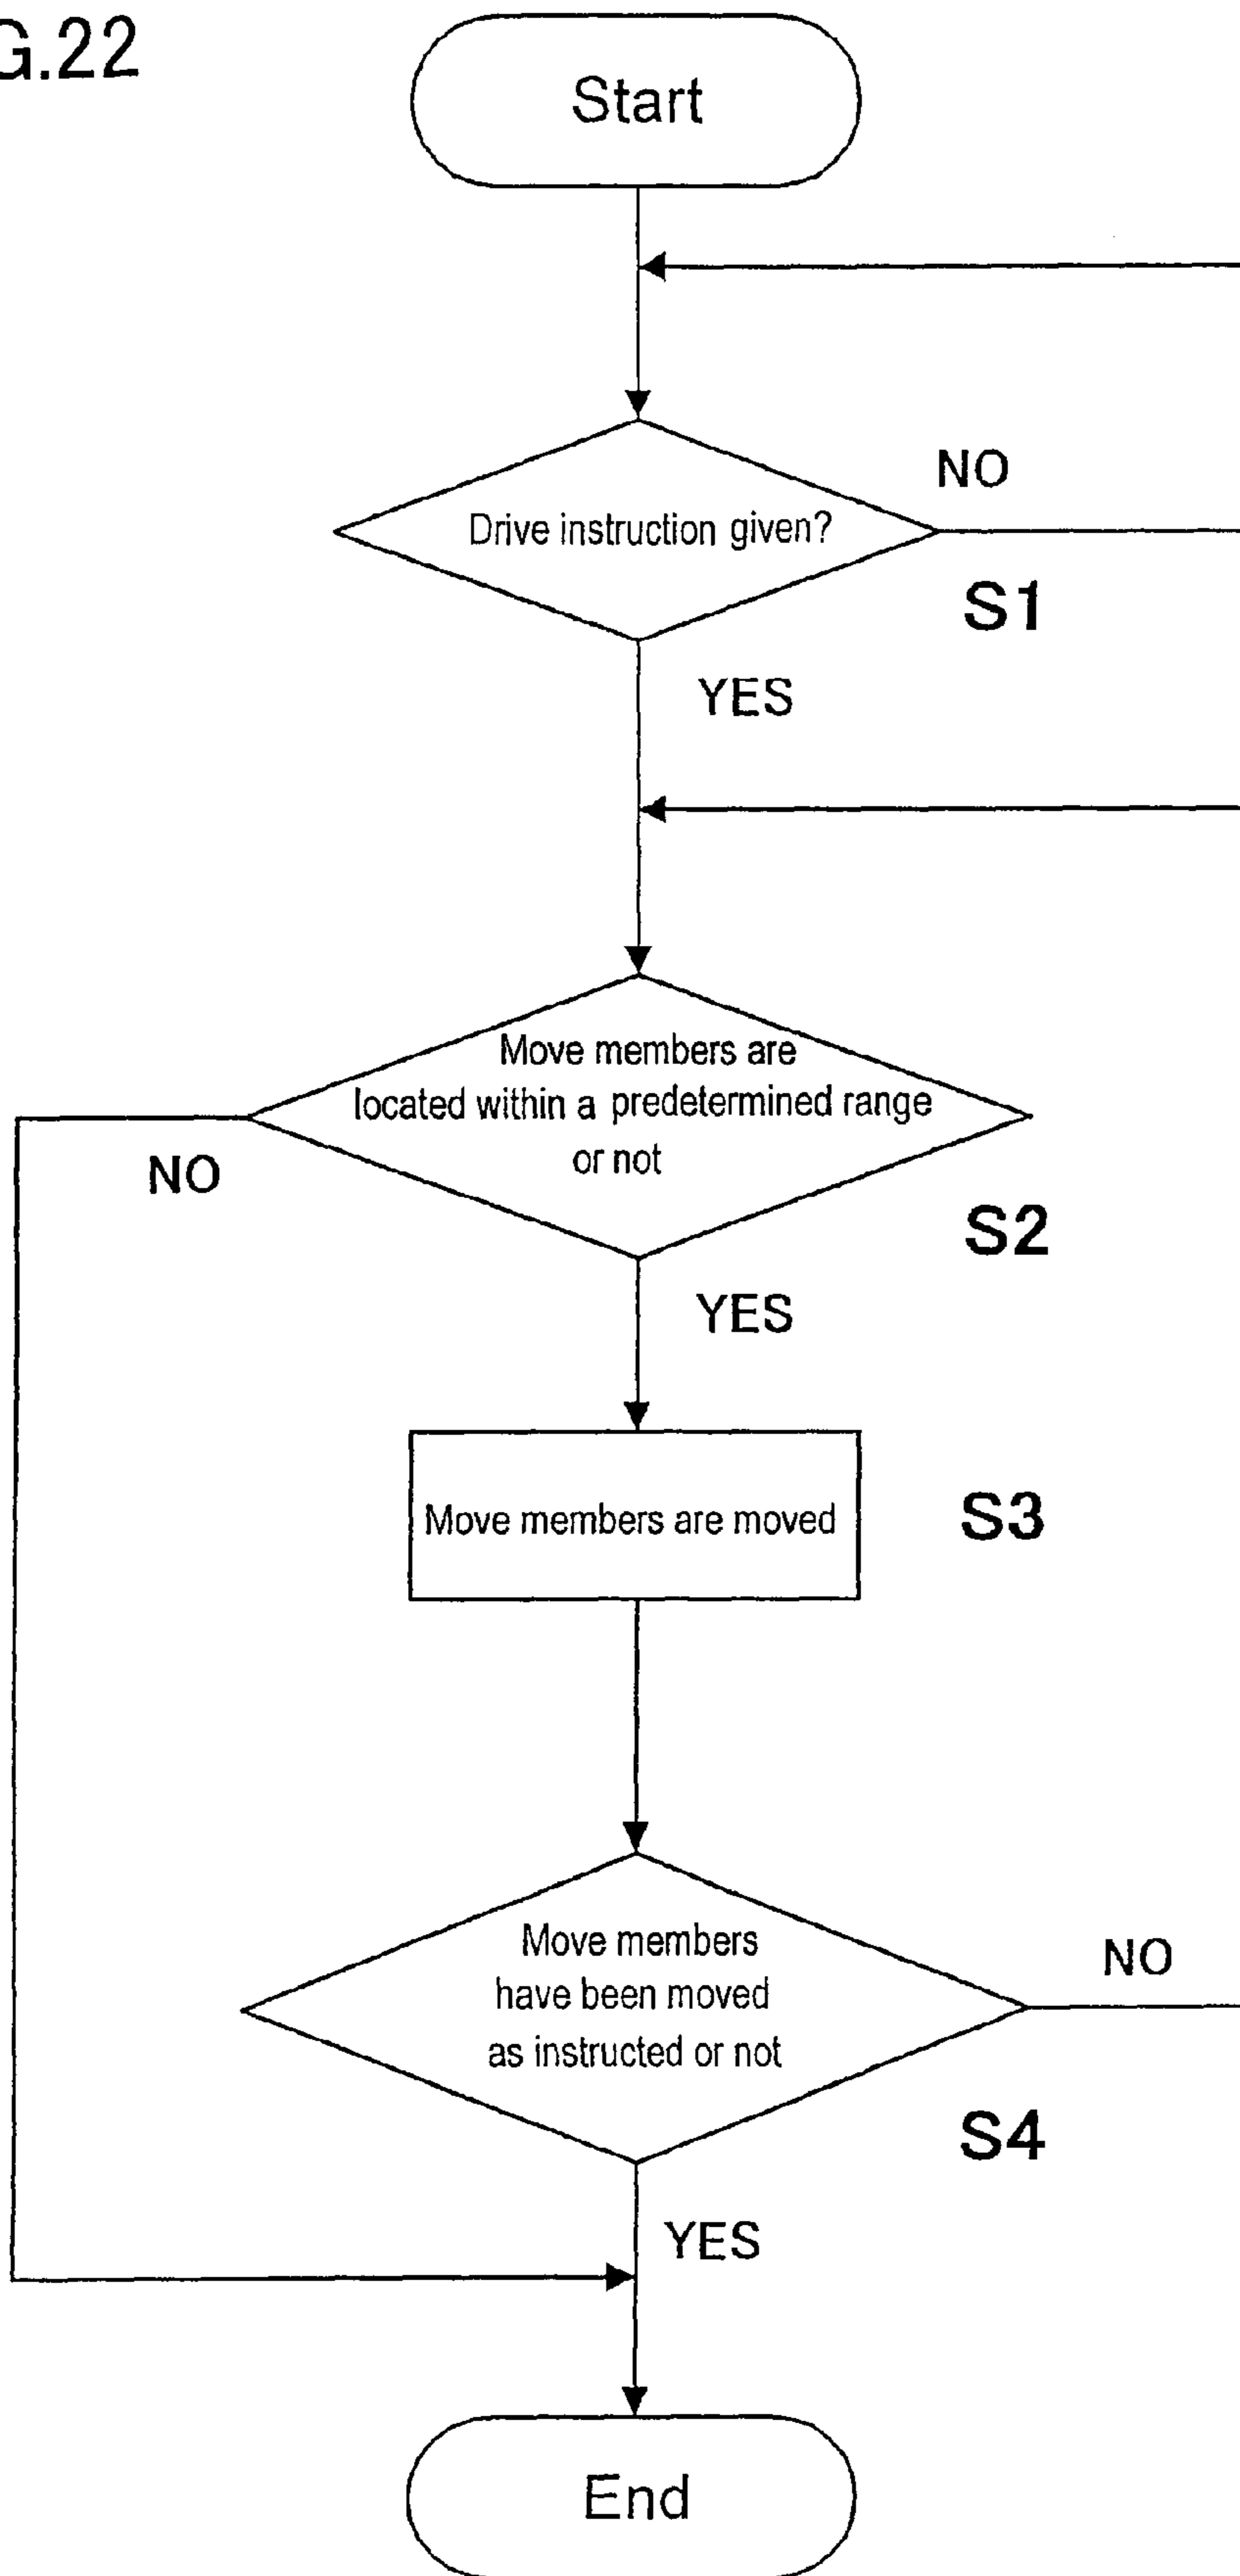 G.22
Start
NO
Drive instruction given?
S1
YES
Move members are
located within a predetermined range
or not
NO
S2
YES
Move members are moved
S3
Move members
have been moved
as instructed or not
NO
S4
YES
End